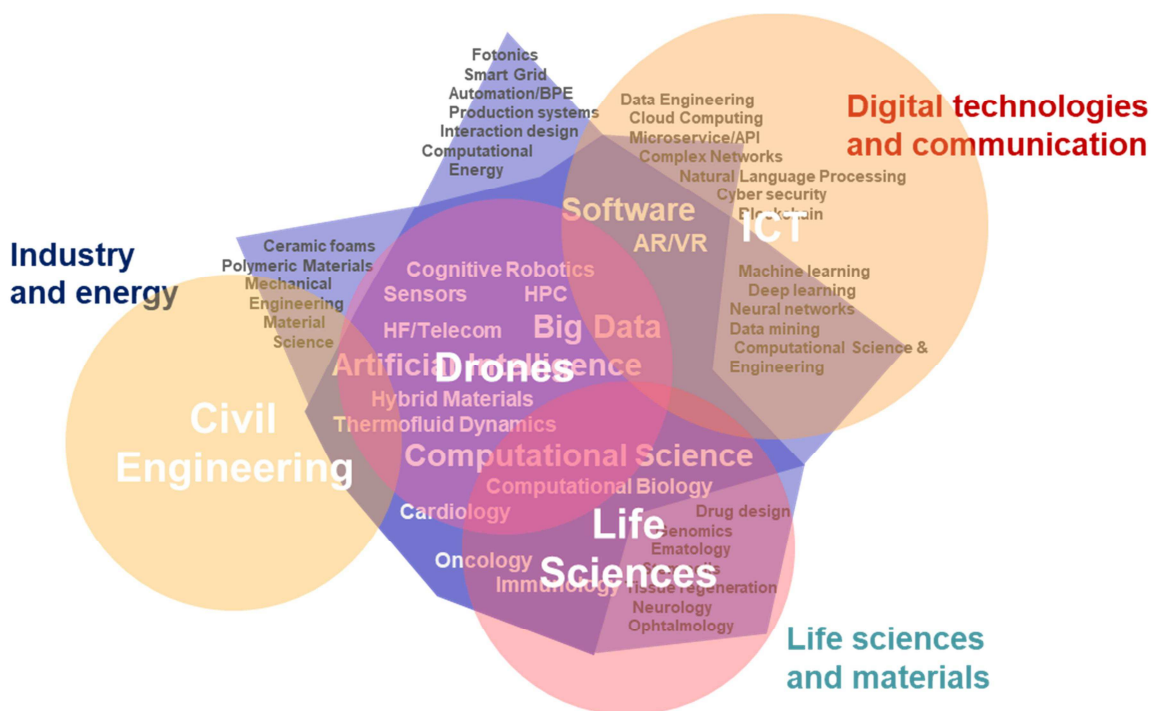 Fotonics
Smart Grid
Automation/BPE
Production systems
Interaction design
Computational
Energy
Data Engineering
Cloud Computing
Microservice/API
Complex Networks
Natural Language Processing
Cyber security
Blockchain
Digital technologies
and communication
Software
AR/VR
ICT
Industry
and energy
Ceramic foams
Polymeric Materials
Mechanical
Engineering
Material
Science
Cognitive Robotics
Sensors HPC
HF/Telecom Big Data
Artificial Intelligence
Drones
Hybrid Materials
Thermofluid Dynamics
Machine learning
Deep learning
Neural networks
Data mining
Computational Science &
Engineering
Civil
Engineering
Computational Science
Computational Biology
Cardiology
Oncology
Immunology
Life
Sciences
Drug design
Genomics
Ematology
Stem cells
Tissue regeneration
Neurology
Ophtalmology
Life sciences
and materials